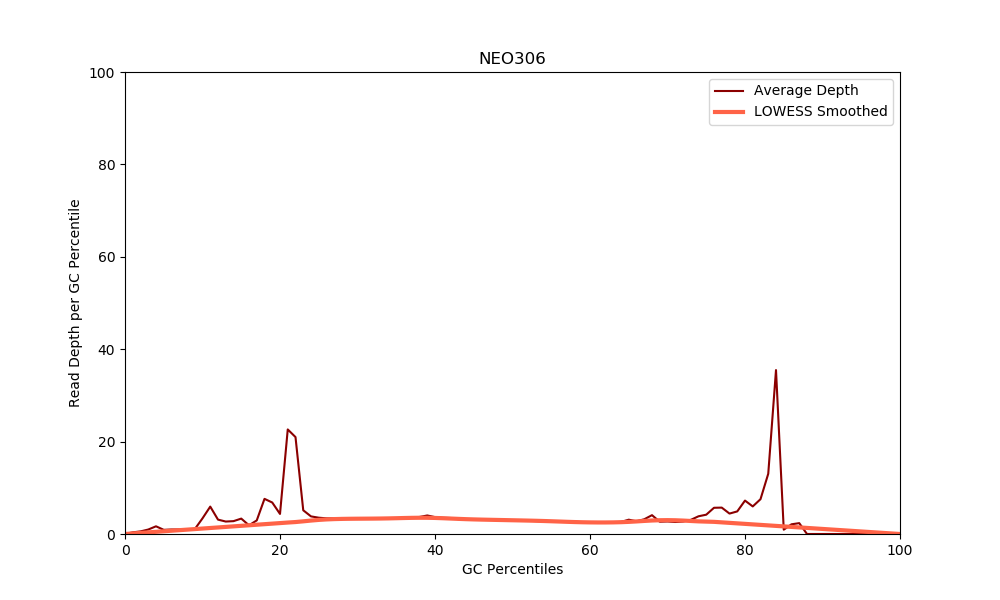 NEO306
100
Average Depth
LOWESS Smoothed
80
60
40
20
0
Read Depth per GC Percentile
0 20 40 60 80 100
GC Percentiles